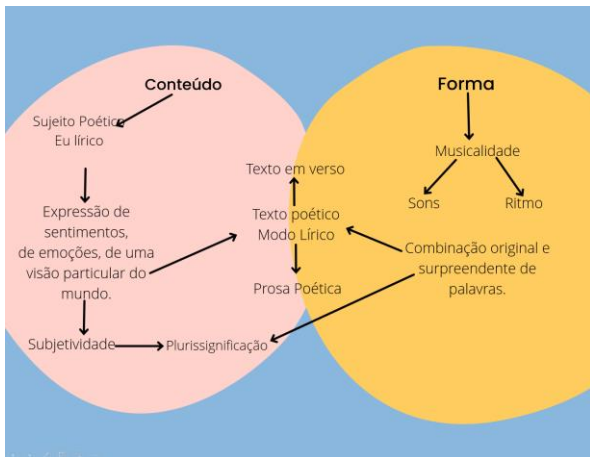 Conteúdo
Sujeito Poético
Eu lírico
Expressão de
sentimentos,
de emoções, de uma
visão particular do
mundo.
Subjetividade
Plurissignificação
Texto em verso
Texto poético
Modo Lírico
Prosa Poética
Forma
Musicalidade
Sons
Ritmo
Combinação original e
surpreendente de
palavras.